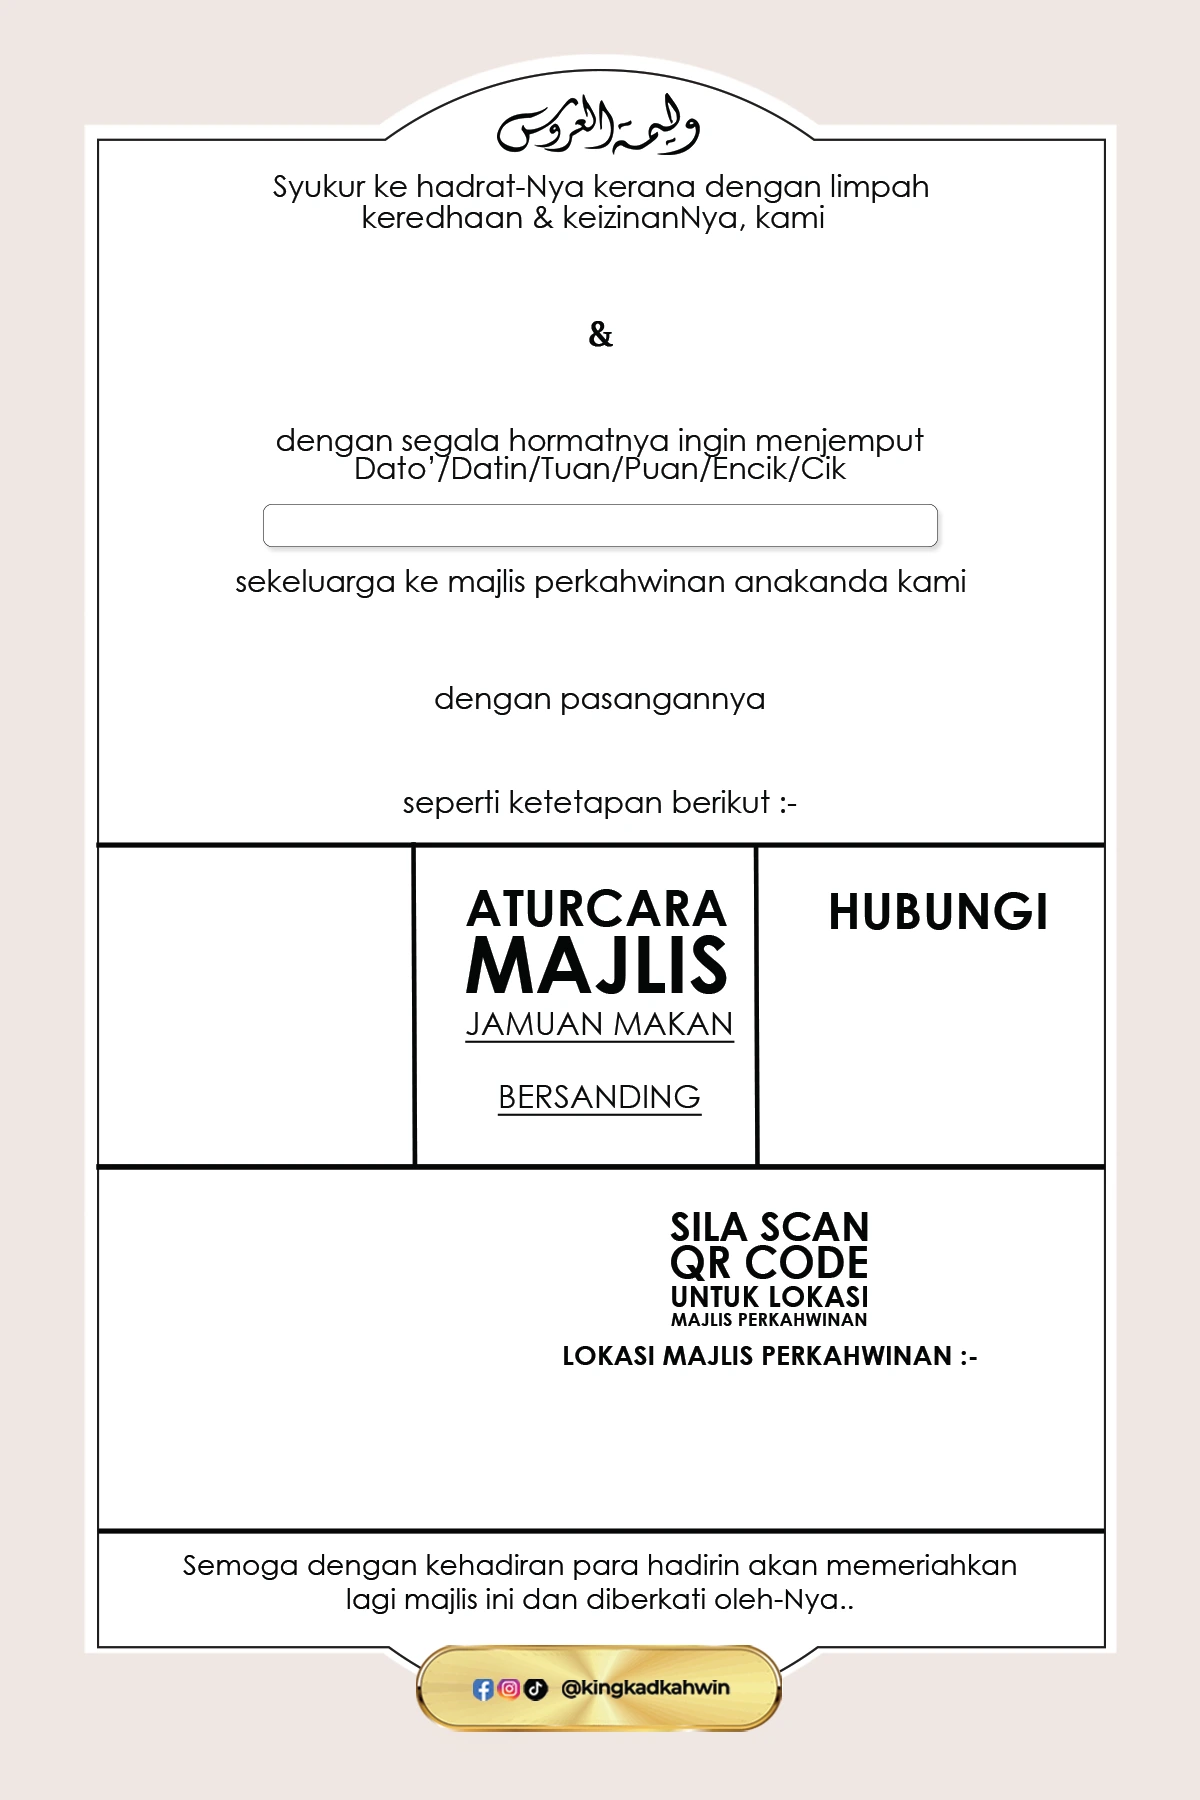 وليمة العروس
Syukur ke hadrat-Nya kerana dengan limpah
keredhaan & keizinanNya, kami
&
dengan segala hormatnya ingin menjemput
Dato’/Datin/Tuan/Puan/Encik/Cik
sekeluarga ke majlis perkahwinan anakanda kami
dengan pasangannya
seperti ketetapan berikut :-
ATURCARA
MAJLIS
JAMUAN MAKAN
BERSANDING
HUBUNGI
SILA SCAN
QR CODE
UNTUK LOKASI
MAJLIS PERKAHWINAN
LOKASI MAJLIS PERKAHWINAN :-
Semoga dengan kehadiran para hadirin akan memeriahkan
lagi majlis ini dan diberkati oleh-Nya..
@kingkadkahwin